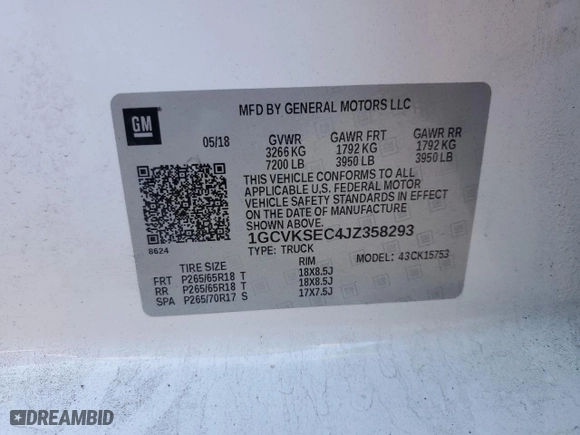 GM
MFD BY GENERAL MOTORS LLC
05/18 GVWR GAWR FRT GAWR RR
3266 KG 1792 KG 1792 KG
7200 LB 3950 LB 3950 LB
THIS VEHICLE CONFORMS TO ALL
APPLICABLE U.S. FEDERAL MOTOR
VEHICLE SAFETY STANDARDS IN EFFECT
ON THE DATE OF MANUFACTURE SHOWN ABOVE.
8624
1GCVKSEC4JZ358293
TYPE: TRUCK MODEL: 43CK15753
TIRE SIZE RIM
FRT P265/65R18 T 18X8.5J
RR P265/65R18 T 18X8.5J
SPA P265/70R17 S 17X7.5J
DREAMBID